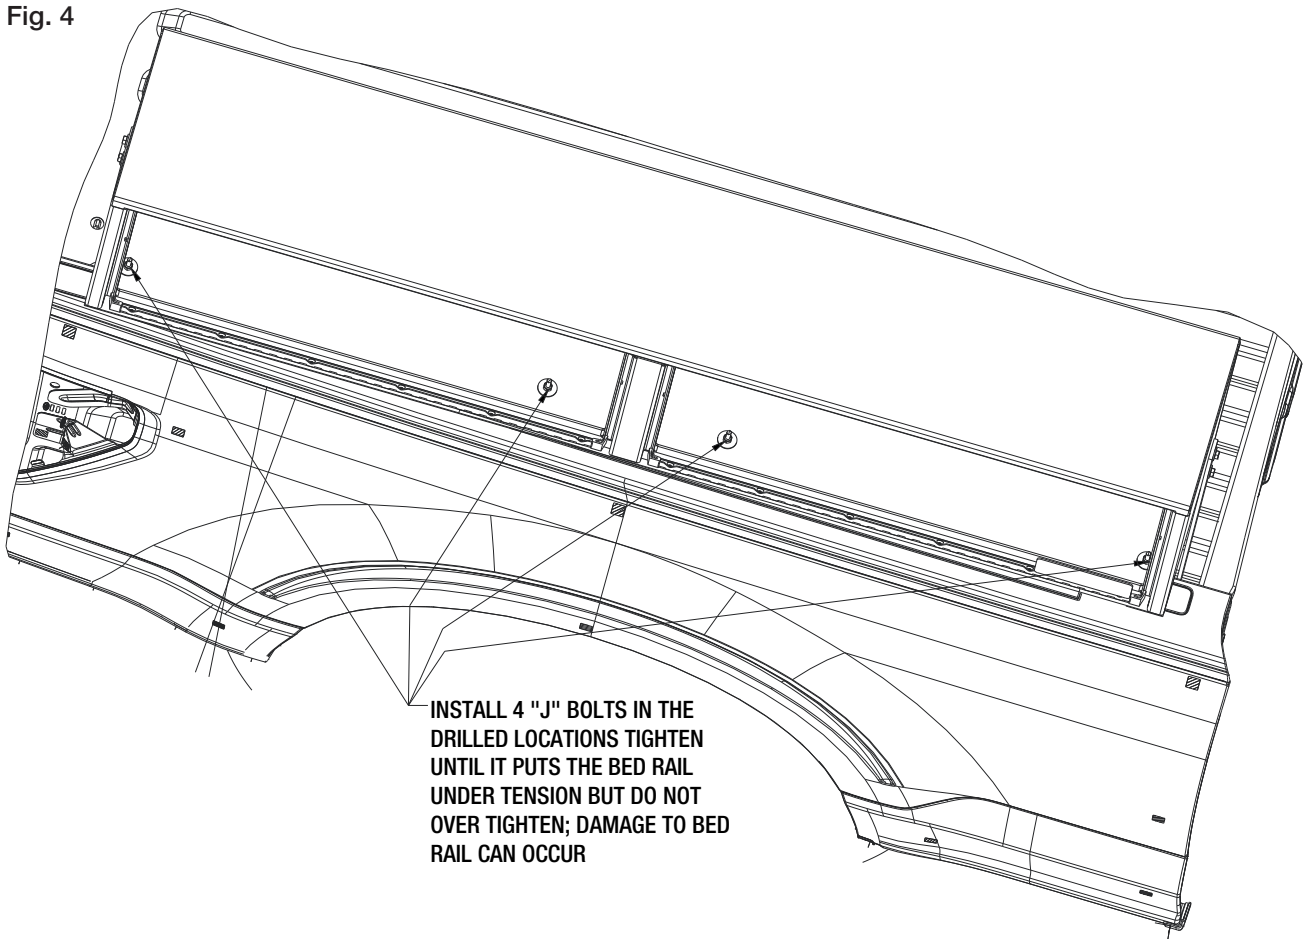 Fig. 4
INSTALL 4 "J" BOLTS IN THE
DRILLED LOCATIONS TIGHTEN
UNTIL IT PUTS THE BED RAIL
UNDER TENSION BUT DO NOT
OVER TIGHTEN; DAMAGE TO BED
RAIL CAN OCCUR